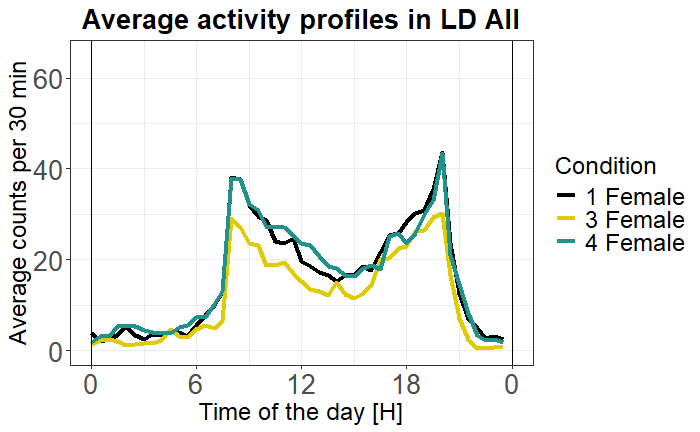 Average activity profiles in LD All
Average counts per 30 min
60
40
20
0
0 6 12 18 0
Time of the day [H]
Condition
1 Female
3 Female
4 Female